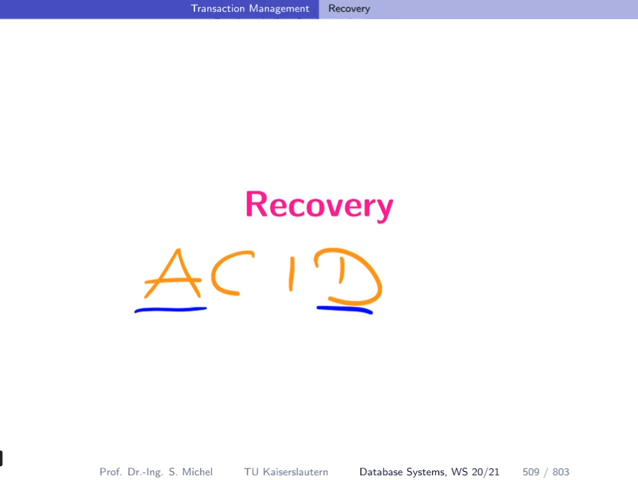 Transaction Management Recovery
Recovery
ACID
Prof. Dr.-Ing. S. Michel TU Kaiserslautern Database Systems, WS 20/21 509 / 803